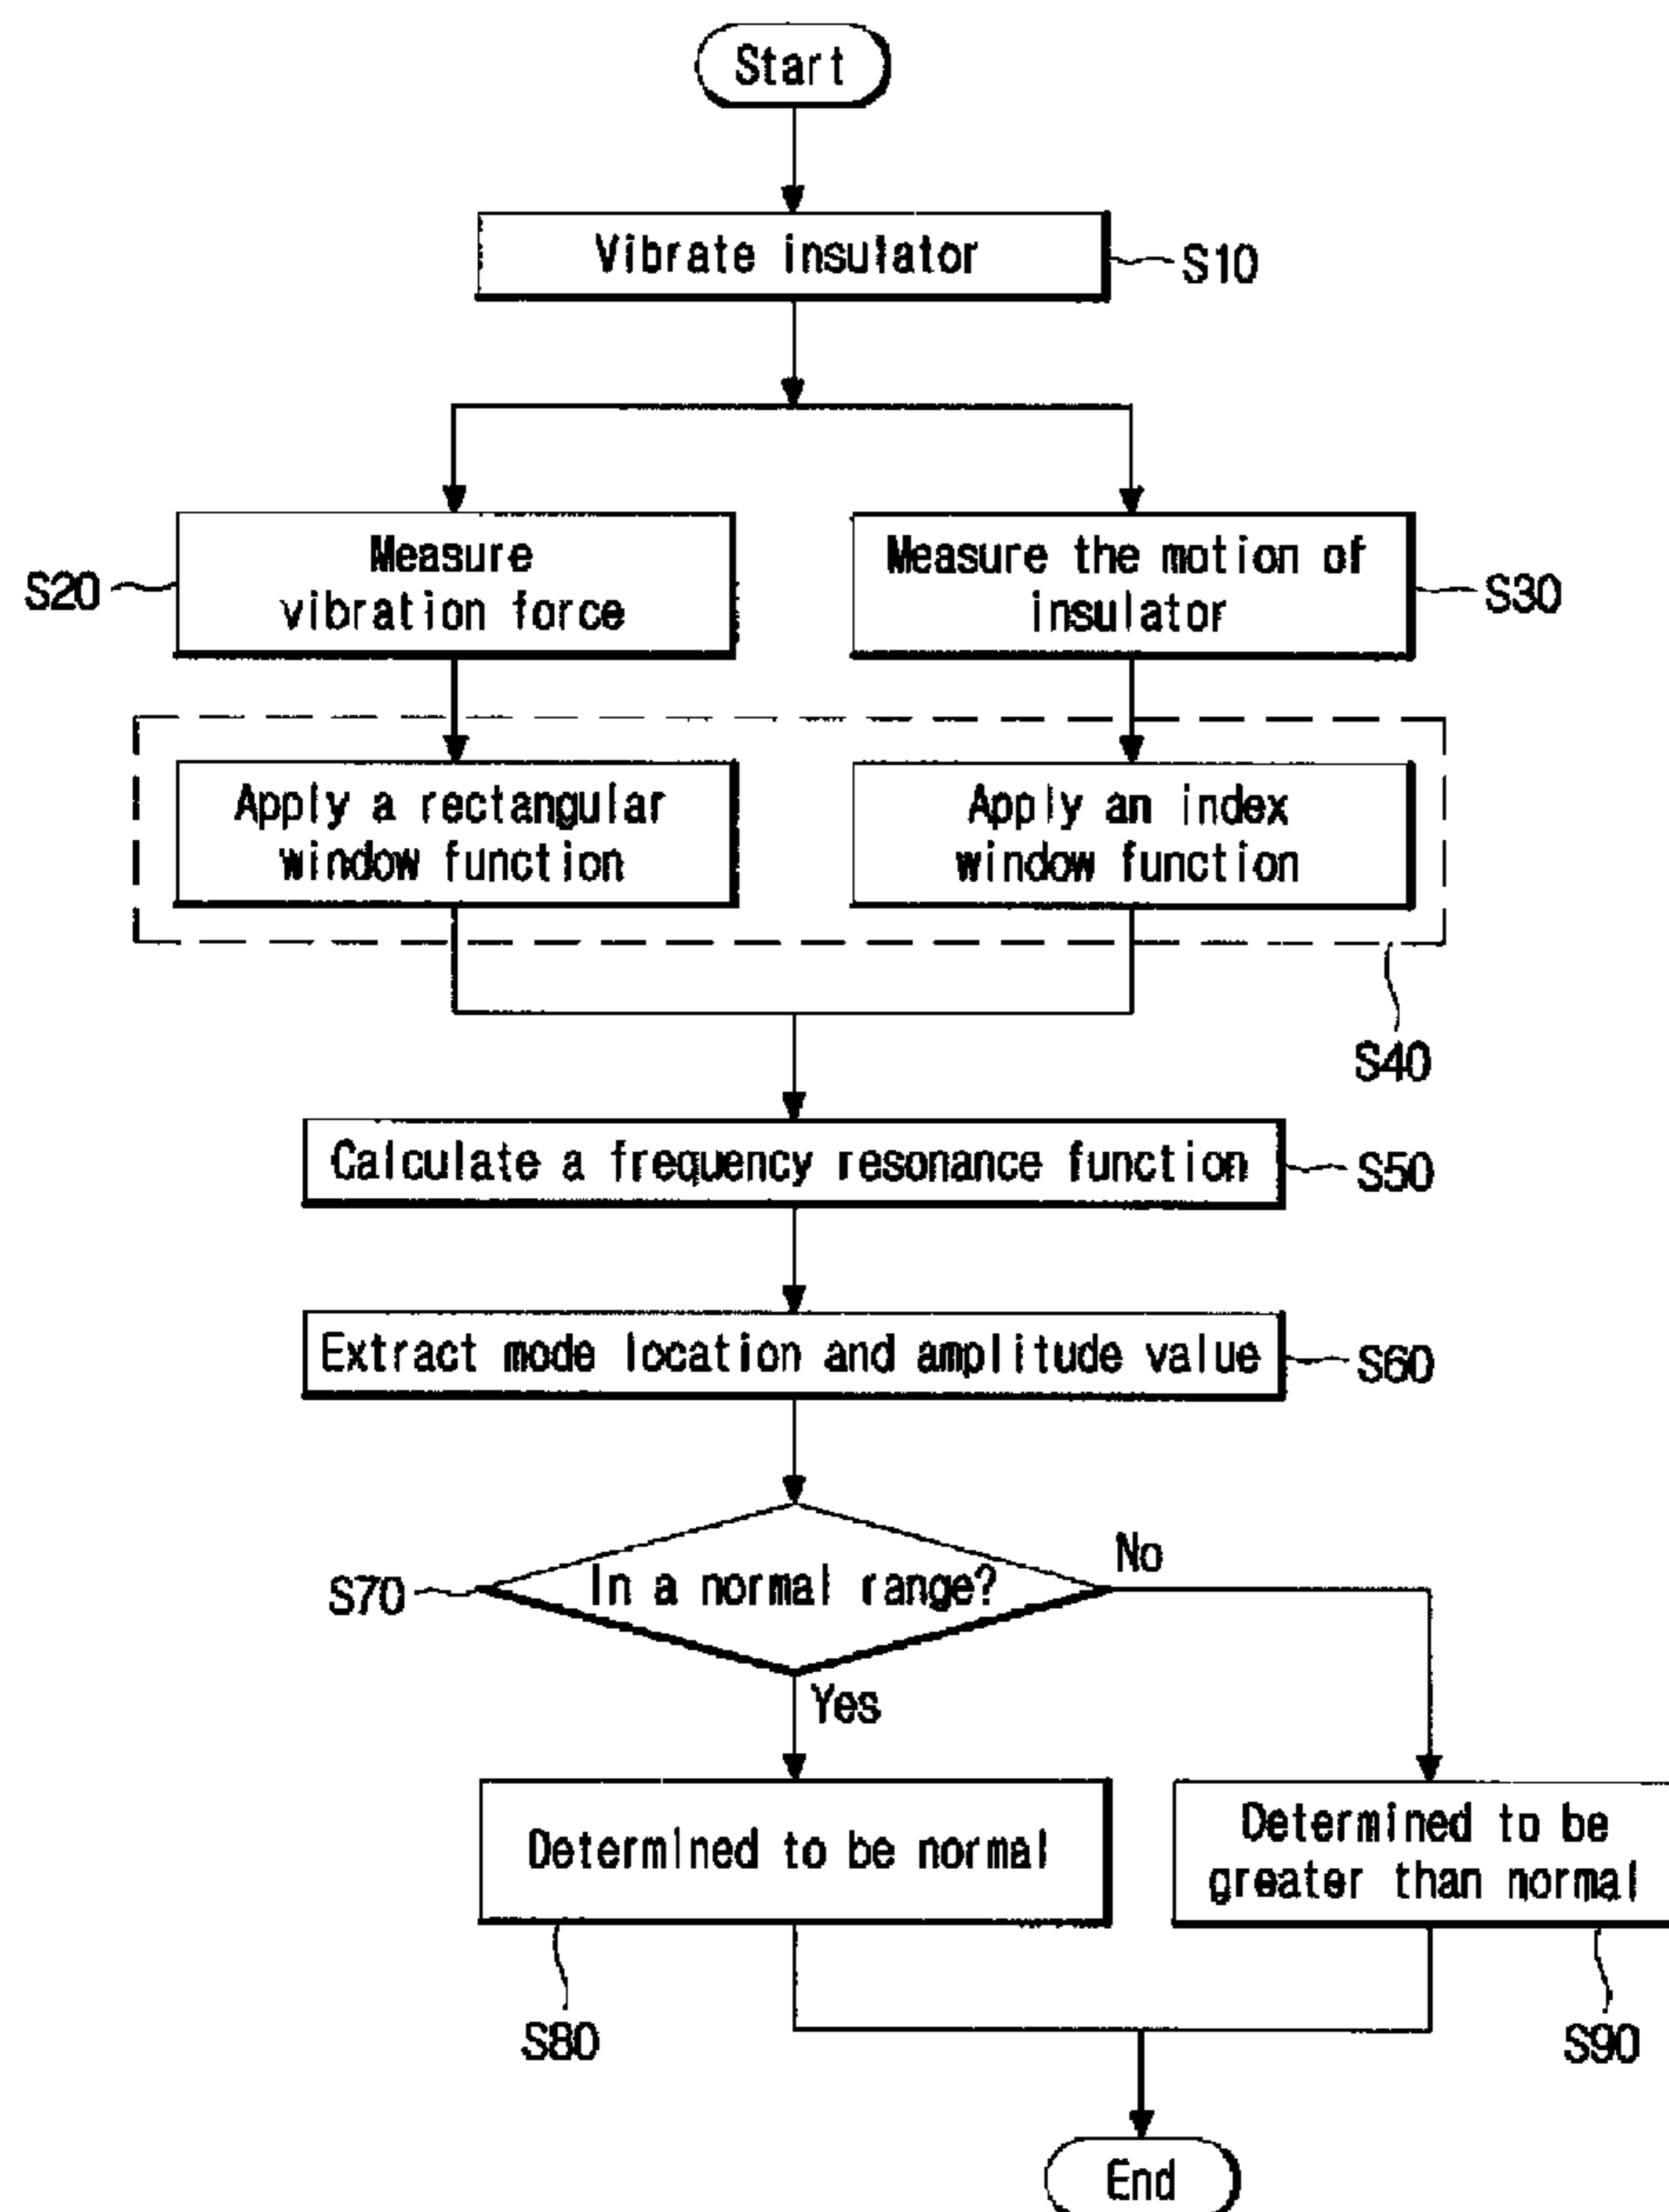 Start
Vibrate insulator
S10
Measure
vibration force
S20
Measure the motion of
insulator
S30
Apply a rectangular
window function
Apply an index
window function
S40
Calculate a frequency resonance function
S50
Extract mode location and amplitude value
S60
In a normal range?
S70
No
Yes
Determined to be normal
S80
Determined to be
greater than normal
S90
End